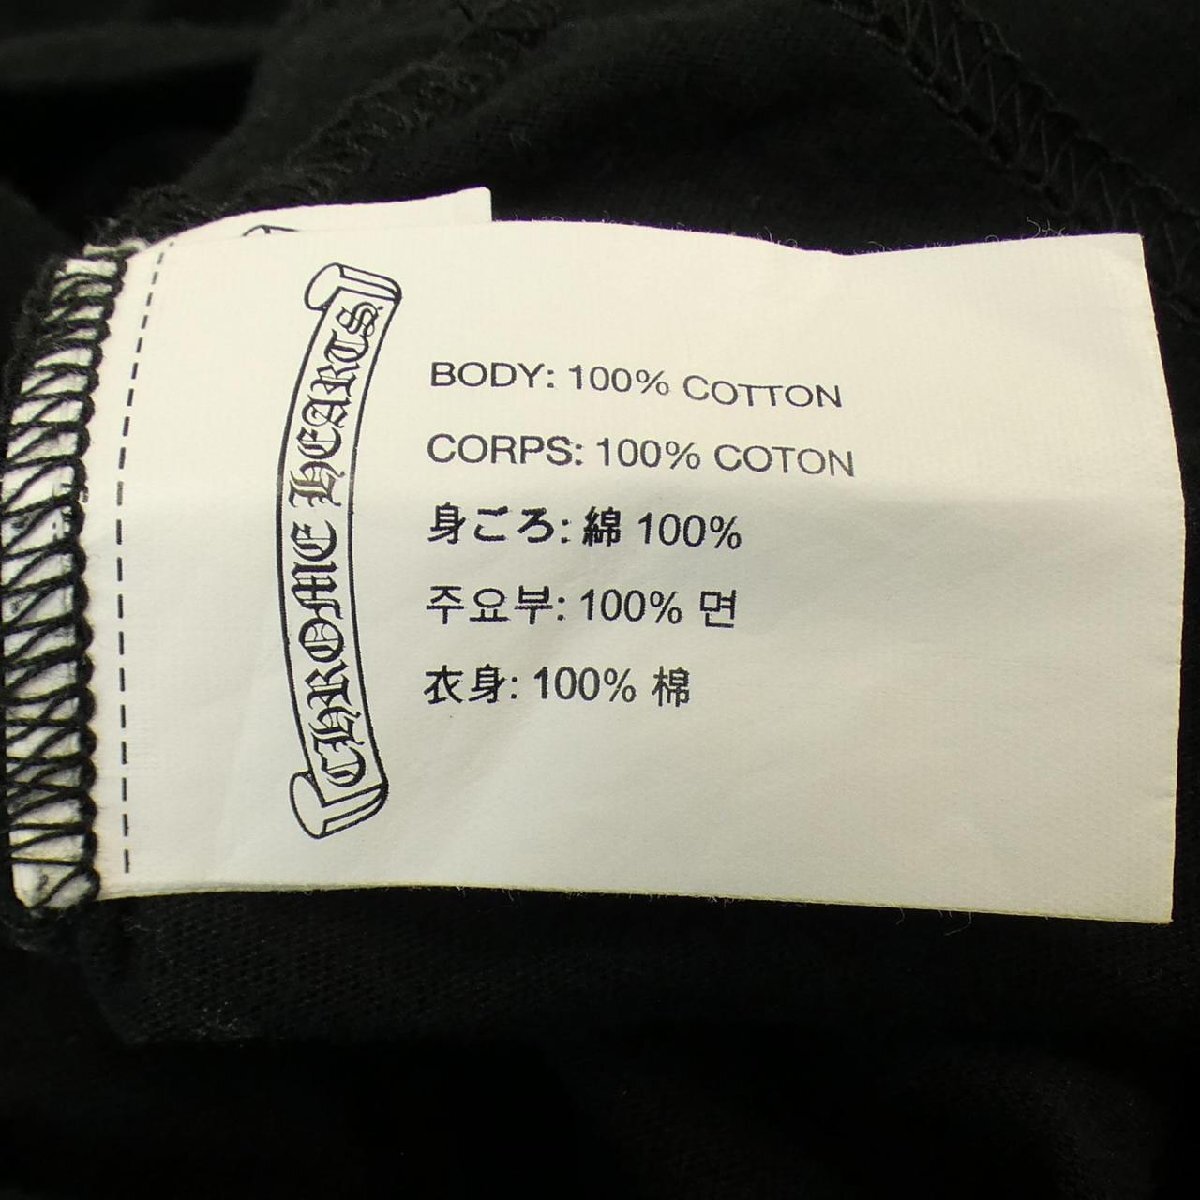 CHROME HEARTS
BODY: 100% COTTON
CORPS: 100% COTON
身ごろ: 綿 100%
주요부: 100% 면
衣身: 100% 棉